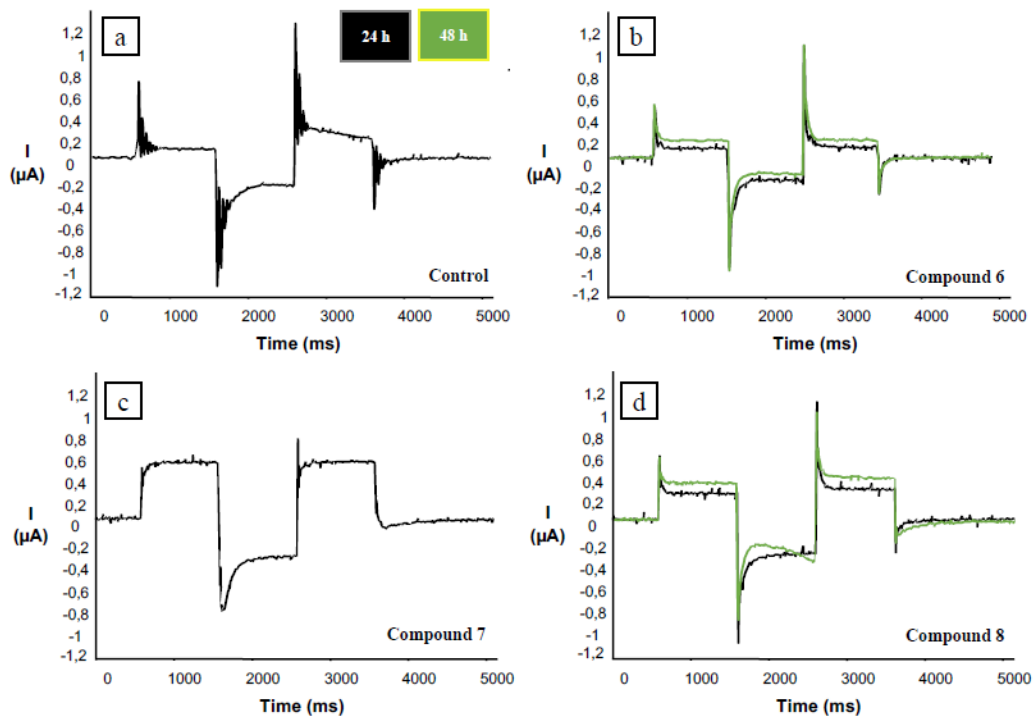 a
24 h
48 h
1,2
1
0,8
0,6
0,4
0,2
0
-0,2
-0,4
-0,6
-0,8
-1
-1,2
I
(µA)
Control
0 1000 2000 3000 4000 5000
Time (ms)
b
1,2
1
0,8
0,6
0,4
0,2
0
-0,2
-0,4
-0,6
-0,8
-1
-1,2
I
(µA)
Compound 6
0 1000 2000 3000 4000 5000
Time (ms)
c
1,2
1
0,8
0,6
0,4
0,2
0
-0,2
-0,4
-0,6
-0,8
-1
-1,2
I
(µA)
Compound 7
0 1000 2000 3000 4000 5000
Time (ms)
d
1,2
1
0,8
0,6
0,4
0,2
0
-0,2
-0,4
-0,6
-0,8
-1
-1,2
I
(µA)
Compound 8
0 1000 2000 3000 4000 5000
Time (ms)